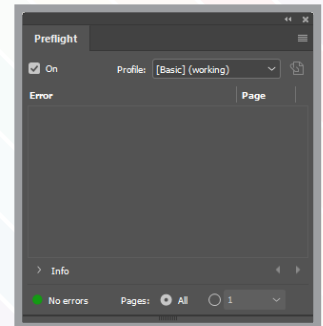 Preflight
On Profile: [Basic] (working)
Error Page
Info
No errors Pages: All 1